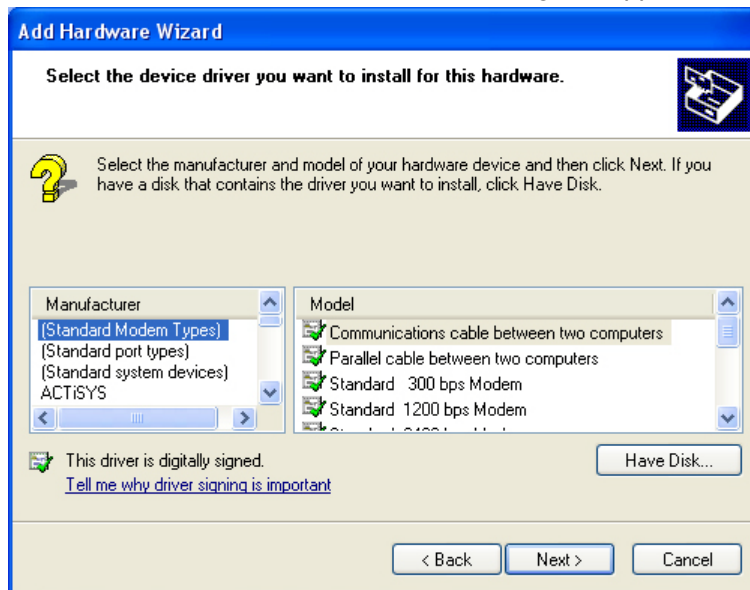 Add Hardware Wizard
Select the device driver you want to install for this hardware.
Select the manufacturer and model of your hardware device and then click Next. If you
have a disk that contains the driver you want to install, click Have Disk.
Manufacturer
(Standard Modem Types)
(Standard port types)
(Standard system devices)
ACTiSYS
Model
Communications cable between two computers
Parallel cable between two computers
Standard 300 bps Modem
Standard 1200 bps Modem
This driver is digitally signed.
Tell me why driver signing is important
Have Disk...
< Back
Next >
Cancel